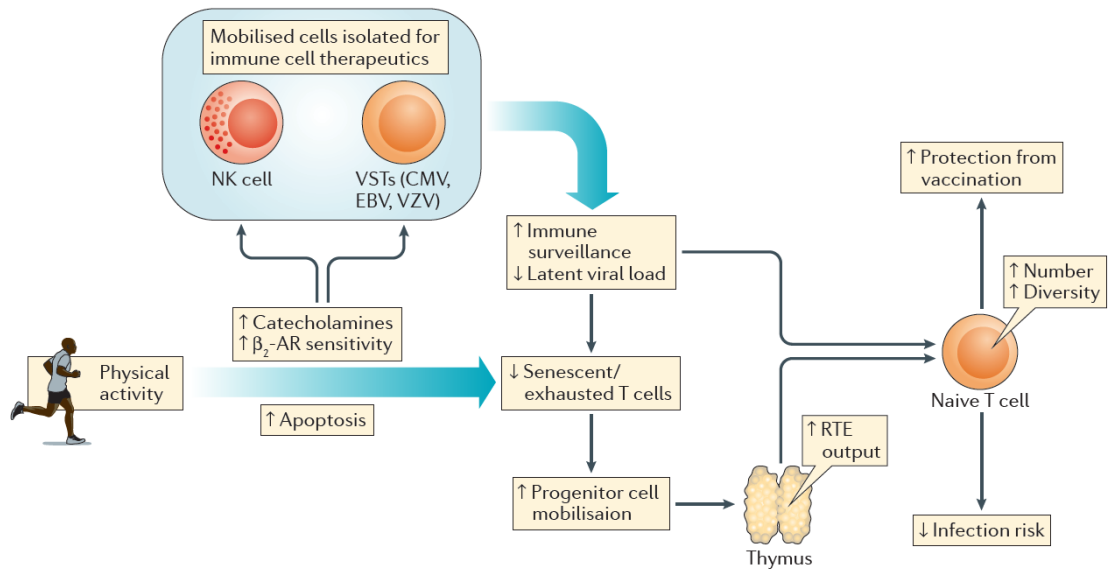 Mobilised cells isolated for
immune cell therapeutics
NK cell
VSTs (CMV,
EBV, VZV)
↑ Immune
surveillance
↓ Latent viral load
↑ Protection from
vaccination
↑ Number
↑ Diversity
Naive T cell
↑ Catecholamines
↑ β₂-AR sensitivity
Physical
activity
↑ Apoptosis
↓ Senescent/
exhausted T cells
↑ RTE
output
↑ Progenitor cell
mobilisaion
Thymus
↓ Infection risk